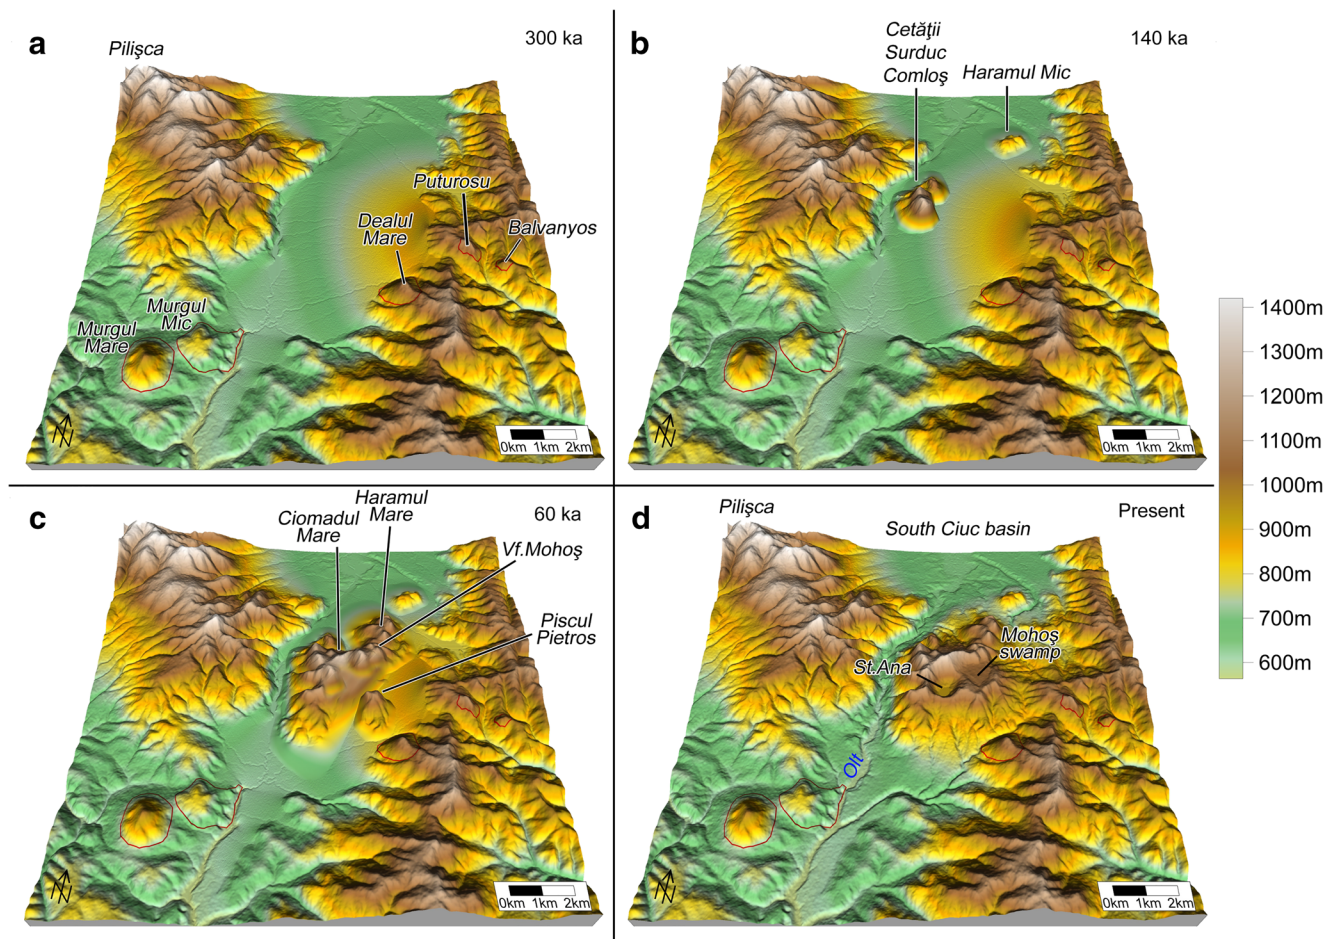 a
300 ka
Pilişca
Puturosu
Dealul
Mare
Balvanyos
Murgul
Mic
Murgul
Mare
N
0km 1km 2km
b
140 ka
Cetăţii
Surduc
Comloş
Haramul Mic
N
0km 1km 2km
1400m
1300m
1200m
1100m
1000m
900m
800m
700m
600m
c
60 ka
Haramul
Mare
Ciomadul
Mare
Vf.Mohoş
Piscul
Pietros
N
0km 1km 2km
d
Present
Pilişca
South Ciuc basin
Mohoş
swamp
St.Ana
Olt
N
0km 1km 2km